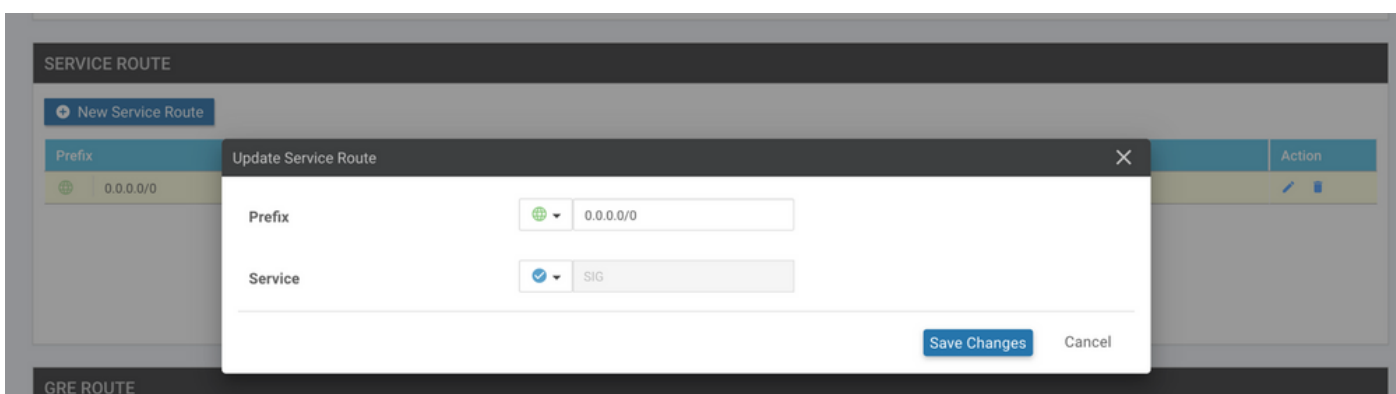 SERVICE ROUTE
New Service Route
Prefix
Action
0.0.0.0/0
Update Service Route
Prefix
0.0.0.0/0
Service
SIG
Save Changes
Cancel
GRE ROUTE